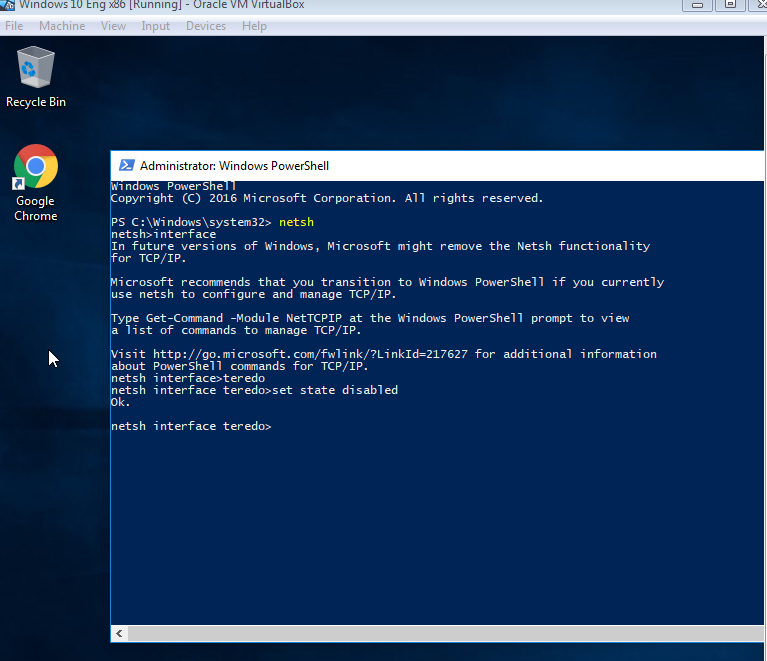 Windows 10 Eng x86 [Running] - Oracle VM VirtualBox
File Machine View Input Devices Help
Recycle Bin
Google
Chrome
Administrator: Windows PowerShell
Windows PowerShell
Copyright (C) 2016 Microsoft Corporation. All rights reserved.
PS C:\Windows\system32> netsh
netsh>interface
In future versions of Windows, Microsoft might remove the Netsh functionality
for TCP/IP.
Microsoft recommends that you transition to Windows PowerShell if you currently
use netsh to configure and manage TCP/IP.
Type Get-Command -Module NetTCPIP at the Windows PowerShell prompt to view
a list of commands to manage TCP/IP.
Visit http://go.microsoft.com/fwlink/?LinkId=217627 for additional information
about PowerShell commands for TCP/IP.
netsh interface>teredo
netsh interface teredo>set state disabled
Ok.
netsh interface teredo>